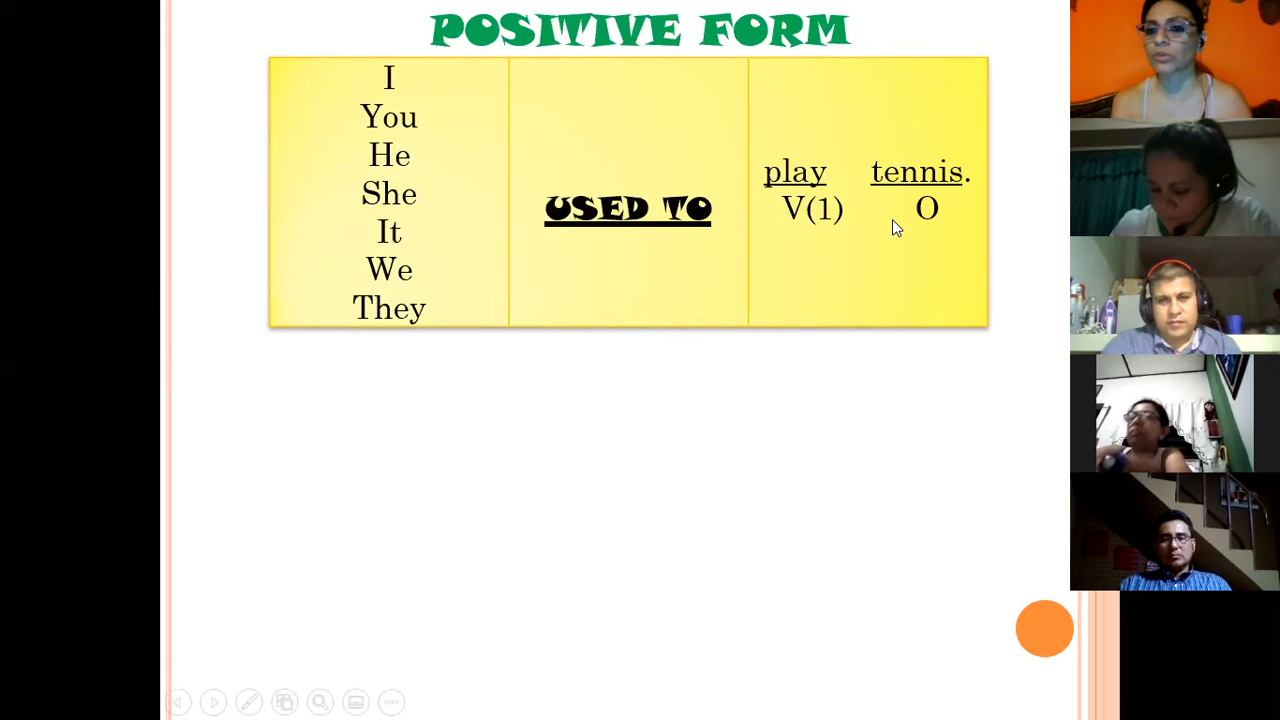 POSITIVE FORM
I
You
He
She
It
We
They
USED TO
play tennis.
V(1) O